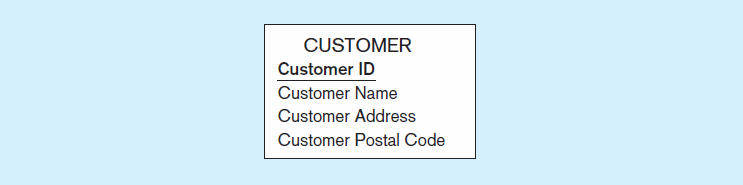 CUSTOMER
Customer ID
Customer Name
Customer Address
Customer Postal Code